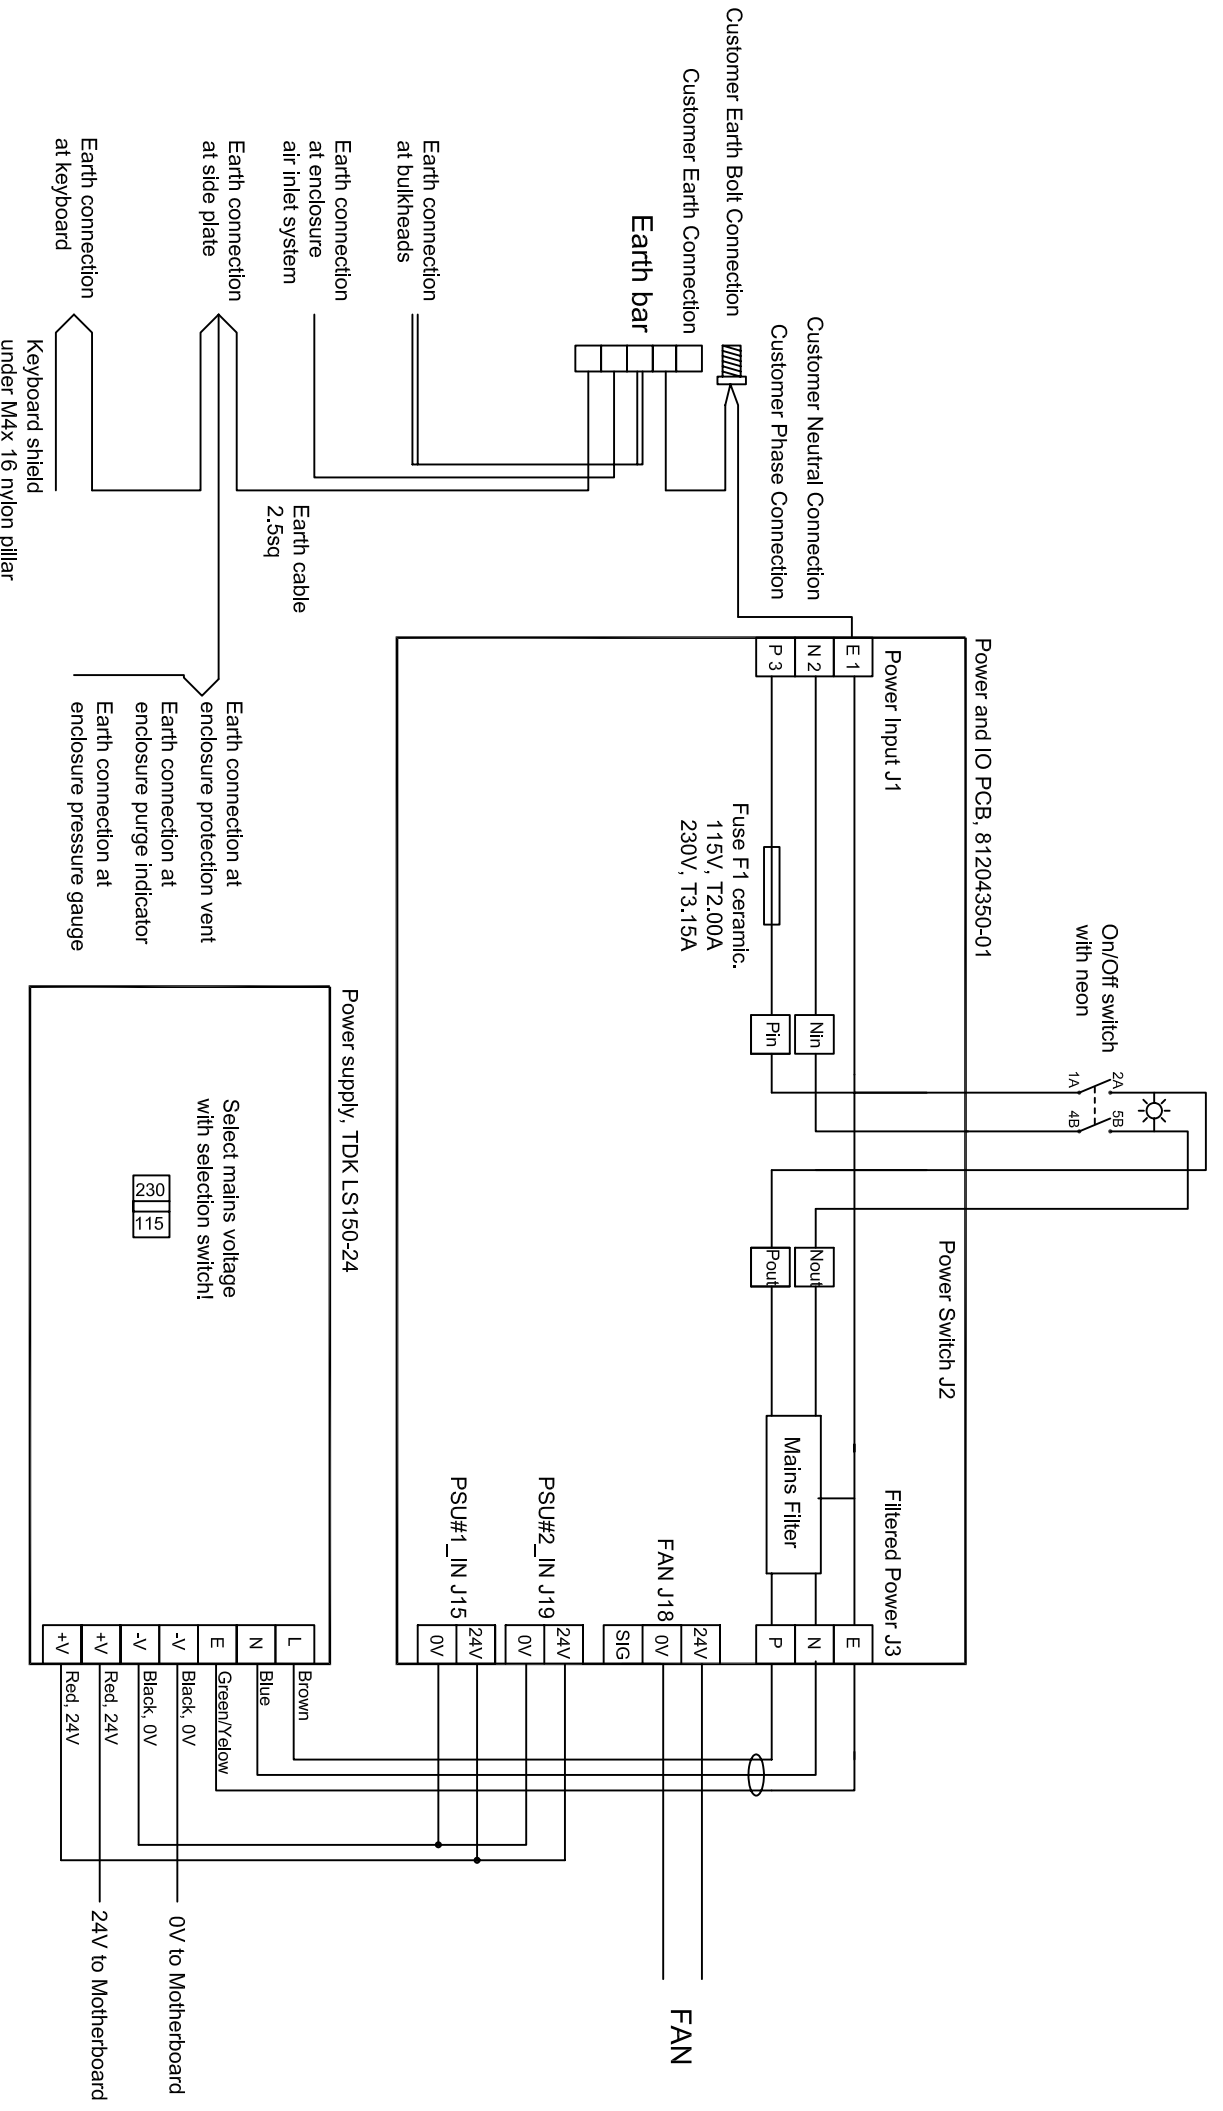 On/Off switch
with neon
2A
5B
1A
4B
Power and IO PCB, 81204350-01
Power Switch J2
Power Input J1
Filtered Power J3
Customer Neutral Connection
Customer Phase Connection
Customer Earth Bolt Connection
Customer Earth Connection
Earth bar
E 1
N 2
P 3
Fuse F1 ceramic.
115V, T2.00A
230V, T3.15A
Nin
Pin
Nout
Pout
Mains Filter
E
N
P
FAN J18
24V
0V
SIG
FAN
PSU#2_IN J19
24V
0V
PSU#1_IN J15
24V
0V
Earth connection
at bulkheads
Earth connection
at enclosure
air inlet system
Earth connection
at side plate
Earth connection
at keyboard
Earth cable
2.5sq
Keyboard shield
under M4x 16 nylon pillar
Earth connection at
enclosure protection vent
Earth connection at
enclosure purge indicator
Earth connection at
enclosure pressure gauge
Power supply, TDK LS150-24
Select mains voltage
with selection switch!
230
115
L
N
E
-V
-V
+V
+V
Brown
Blue
Green/Yelow
Black, 0V
Black, 0V
Red, 24V
Red, 24V
0V to Motherboard
24V to Motherboard